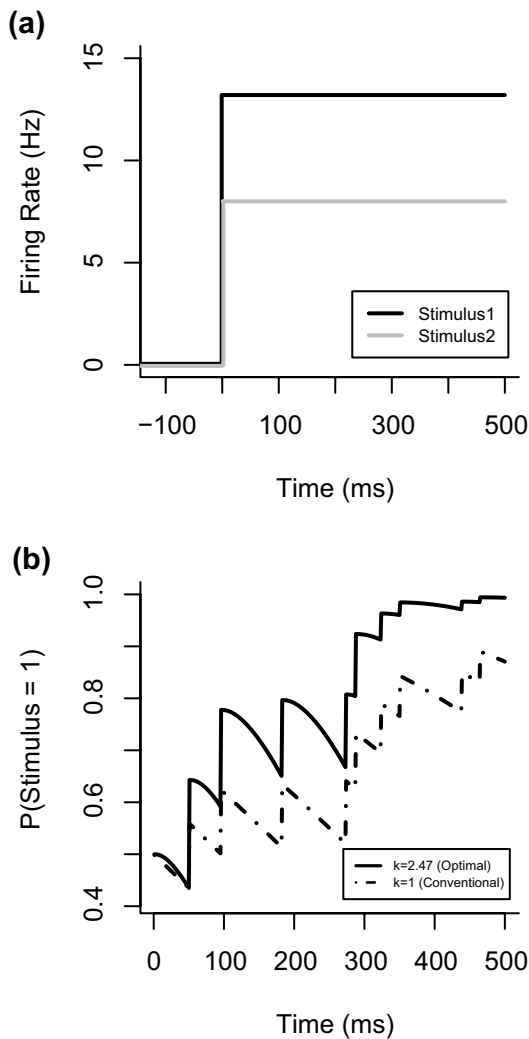 (a)
15
10
5
0
Firing Rate (Hz)
Stimulus1
Stimulus2
−100 100 300 500
Time (ms)
(b)
1.0
0.8
0.6
0.4
P(Stimulus = 1)
k=2.47 (Optimal)
k=1 (Conventional)
0 100 200 300 400 500
Time (ms)